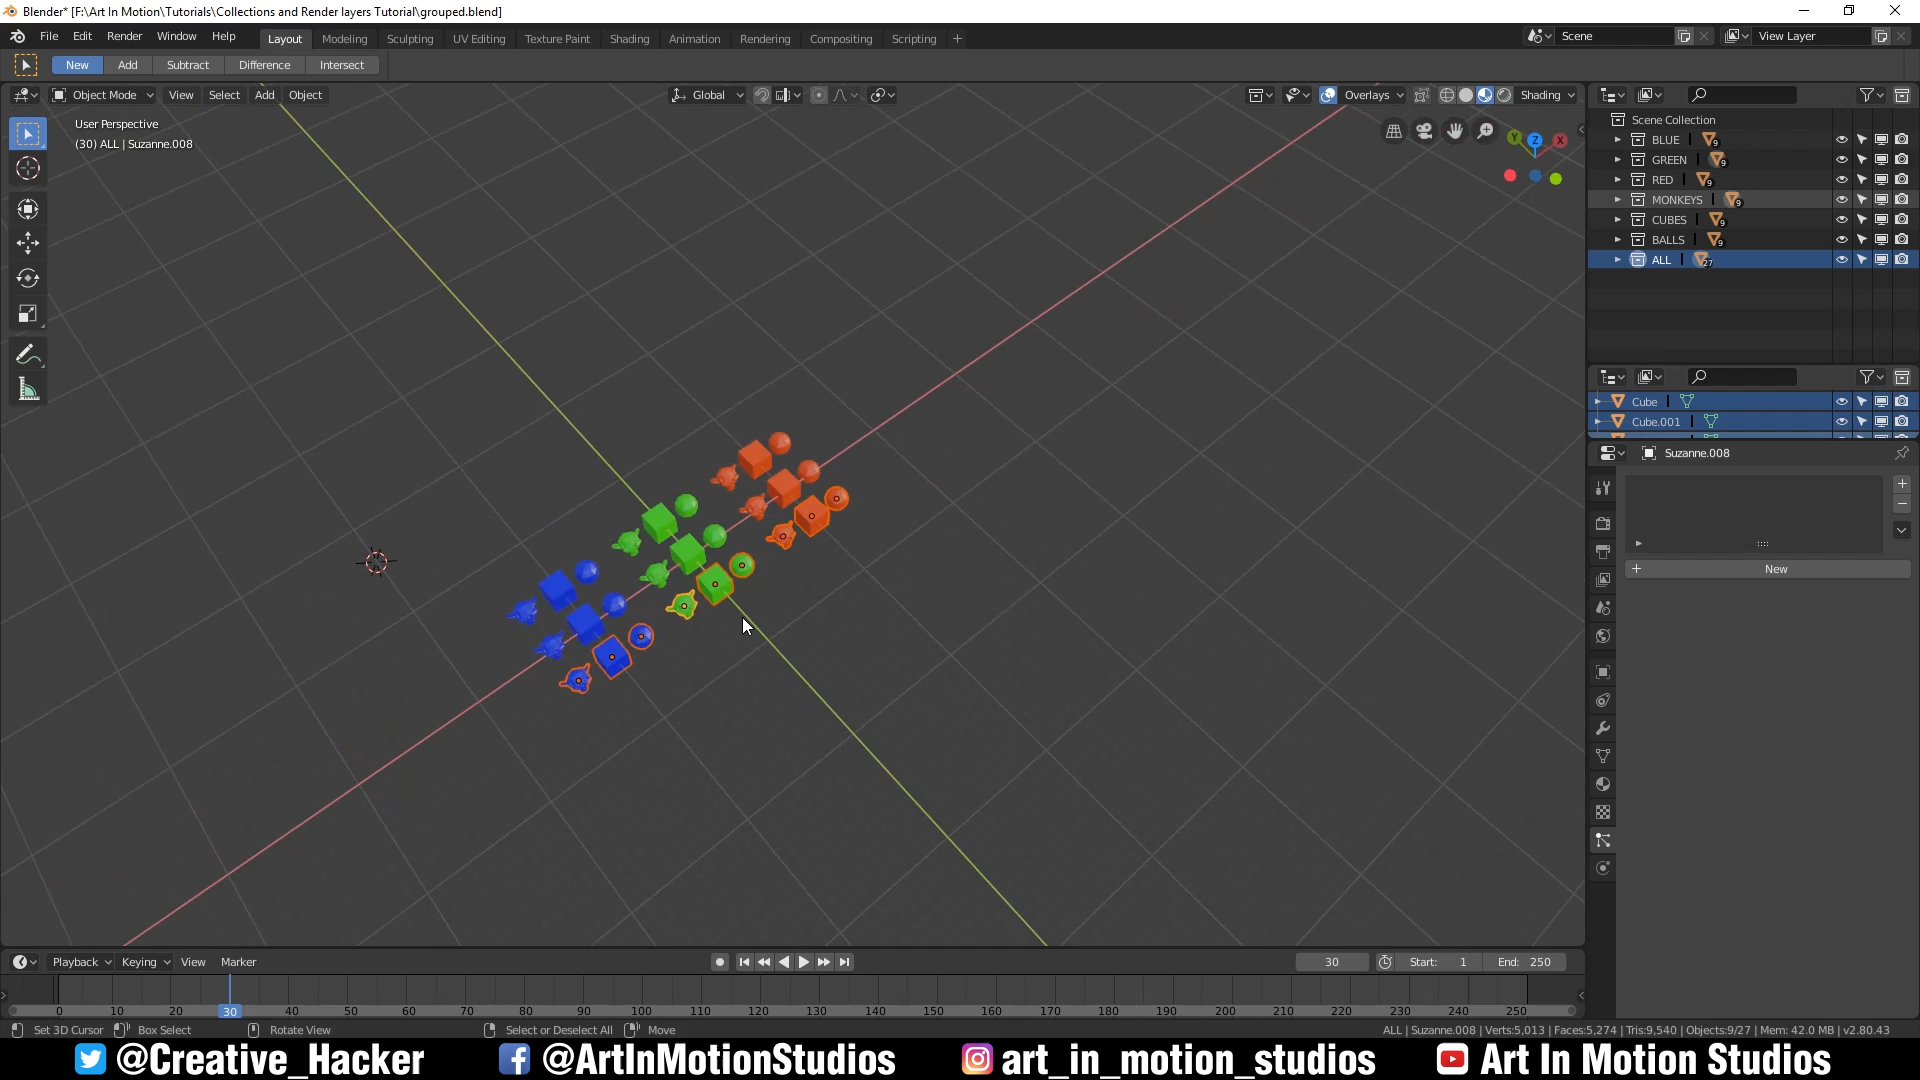 Blender* [F:\Art In Motion\Tutorials\Collections and Render layers Tutorial\grouped.blend]
File Edit Render Window Help Layout Modeling Sculpting UV Editing Texture Paint Shading Animation Rendering Compositing Scripting + Scene View Layer
New Add Subtract Difference Intersect
Object Mode View Select Add Object Global Overlays Shading
User Perspective
(30) ALL | Suzanne.008
Y Z X
Scene Collection
BLUE 9
GREEN 9
RED 9
MONKEYS 9
CUBES 9
BALLS 9
ALL 27
Cube
Cube.001
Suzanne.008
New
Playback Keying View Marker 30 Start: 1 End: 250
0 10 20 30 40 50 60 70 80 90 100 110 120 130 140 150 160 170 180 190 200 210 220 230 240 250
Set 3D Cursor Box Select Rotate View Select or Deselect All Move ALL | Suzanne.008 | Verts:5,013 | Faces:5,274 | Tris:9,540 | Objects:9/27 | Mem: 42.0 MB | v2.80.43
@Creative_Hacker @ArtInMotionStudios art_in_motion_studios Art In Motion Studios